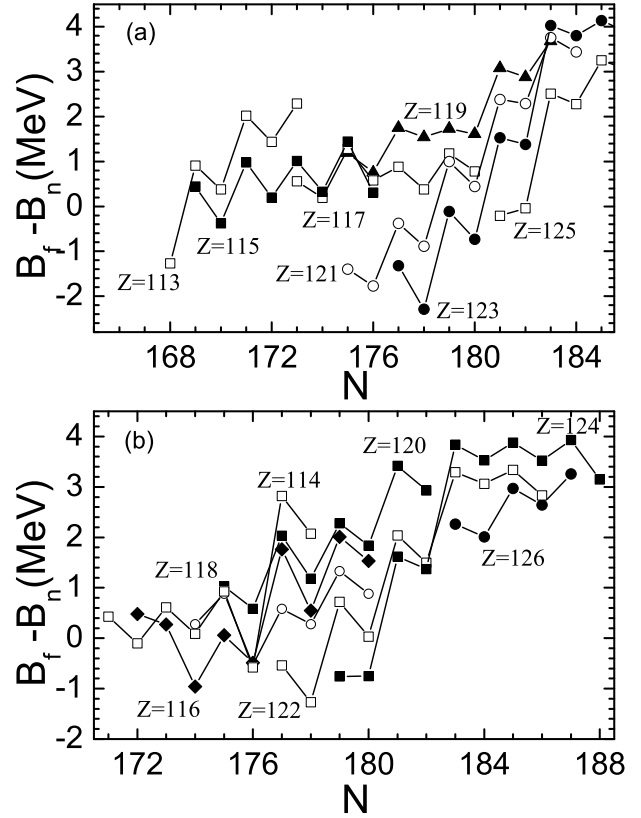 (a)
4
3
2
1
0
-1
-2
B_f -B_n(MeV)
Z=119
Z=115
Z=117
Z=113
Z=121
Z=123
Z=125
168 172 176 180 184
N
(b)
4
3
2
1
0
-1
-2
B_f -B_n(MeV)
Z=124
Z=120
Z=114
Z=118
Z=126
Z=116
Z=122
172 176 180 184 188
N